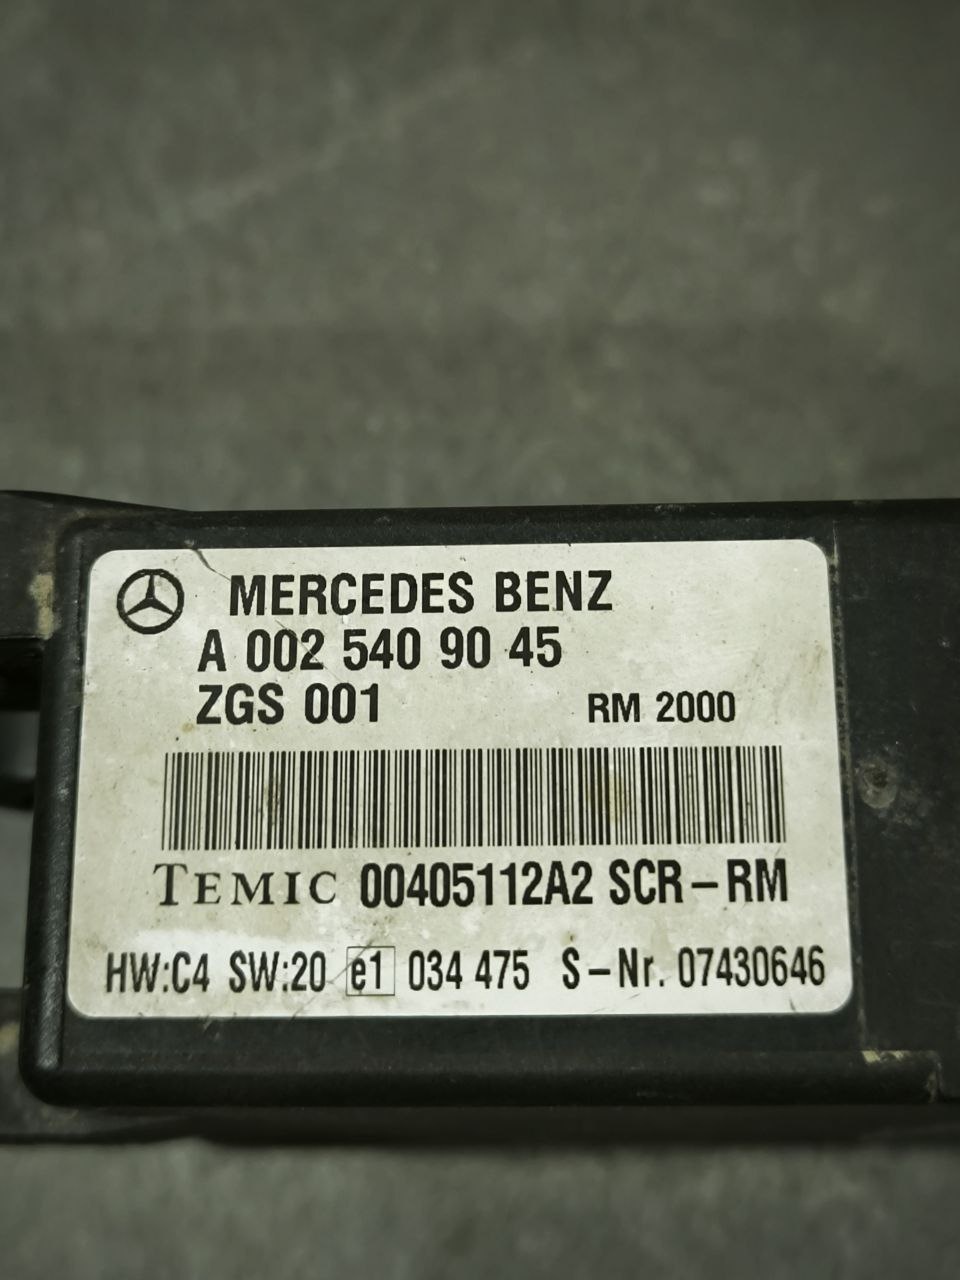 MERCEDES BENZ
A 002 540 90 45
ZGS 001 RM 2000
TEMIC 00405112A2 SCR-RM
HW:C4 SW:20 e1 034 475 S-Nr. 07430646